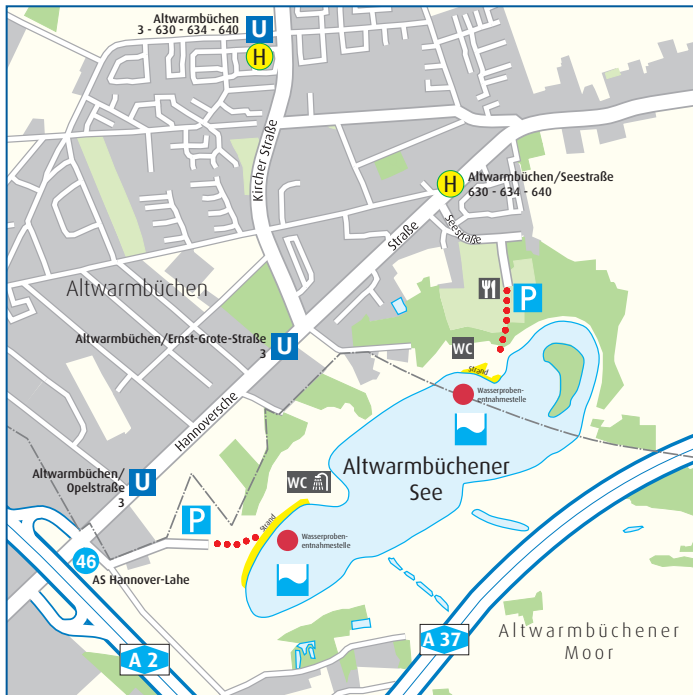 Altwarmbüchen
3 - 630 - 634 - 640
U
H
Kircher Straße
H
Altwarmbüchen/Seestraße
630 - 634 - 640
Straße
Seestraße
Altwarmbüchen
P
Altwarmbüchen/Ernst-Grote-Straße
3
U
WC
Strand
Wasserproben-
entnahmestelle
Hannoversche
Altwarmbüchener
See
Altwarmbüchen/
Opelstraße
3
U
WC
P
Strand
Wasserproben-
entnahmestelle
46
AS Hannover-Lahe
A 2
A 37
Altwarmbüchener
Moor